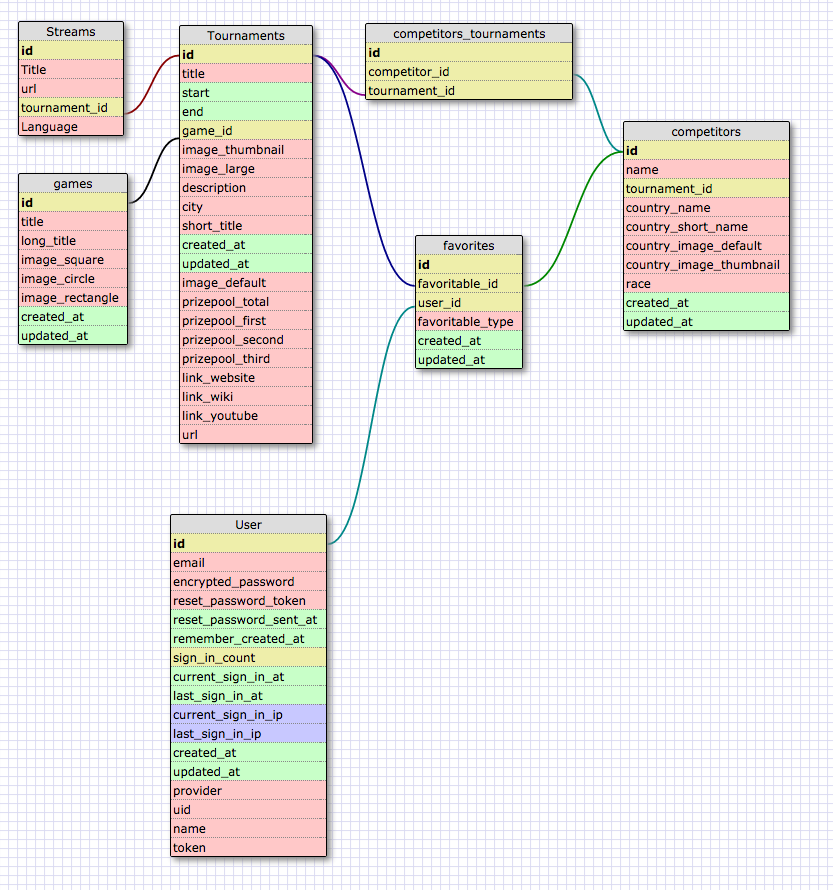 Streams
id
Title
url
tournament_id
Language
games
id
title
long_title
image_square
image_circle
image_rectangle
created_at
updated_at
Tournaments
id
title
start
end
game_id
image_thumbnail
image_large
description
city
short_title
created_at
updated_at
image_default
prizepool_total
prizepool_first
prizepool_second
prizepool_third
link_website
link_wiki
link_youtube
url
competitors_tournaments
id
competitor_id
tournament_id
competitors
id
name
tournament_id
country_name
country_short_name
country_image_default
country_image_thumbnail
race
created_at
updated_at
favorites
id
favoritable_id
user_id
favoritable_type
created_at
updated_at
User
id
email
encrypted_password
reset_password_token
reset_password_sent_at
remember_created_at
sign_in_count
current_sign_in_at
last_sign_in_at
current_sign_in_ip
last_sign_in_ip
created_at
updated_at
provider
uid
name
token